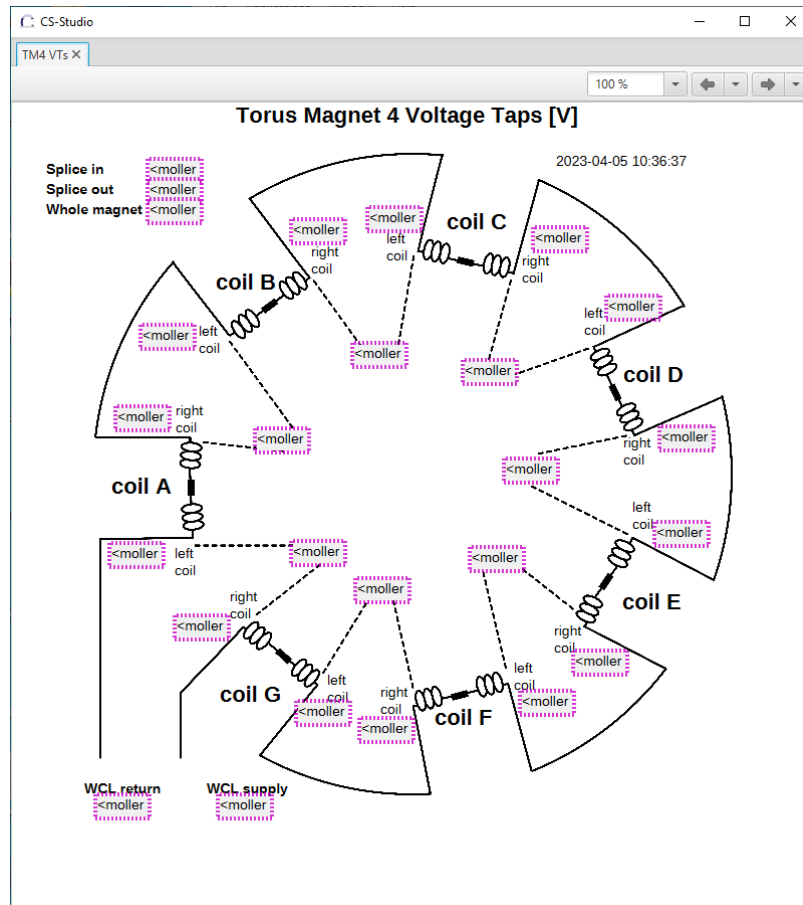 CS-Studio
TM4 VTs
100 %
Torus Magnet 4 Voltage Taps [V]
2023-04-05 10:36:37
Splice in <moller
Splice out <moller
Whole magnet <moller
<moller
<moller
coil C
<moller
left
coil
right
coil
right
coil
coil B
<moller
left
coil
<moller
left
coil
<moller
<moller
coil D
<moller
right
coil
<moller
<moller
right
coil
<moller
coil A
left
coil
<moller
<moller
left
coil
<moller
<moller
<moller
right
coil
coil E
<moller
right
coil
<moller
left
coil
left
coil
right
coil
coil G
<moller
<moller
coil F
<moller
WCL return
<moller
WCL supply
<moller